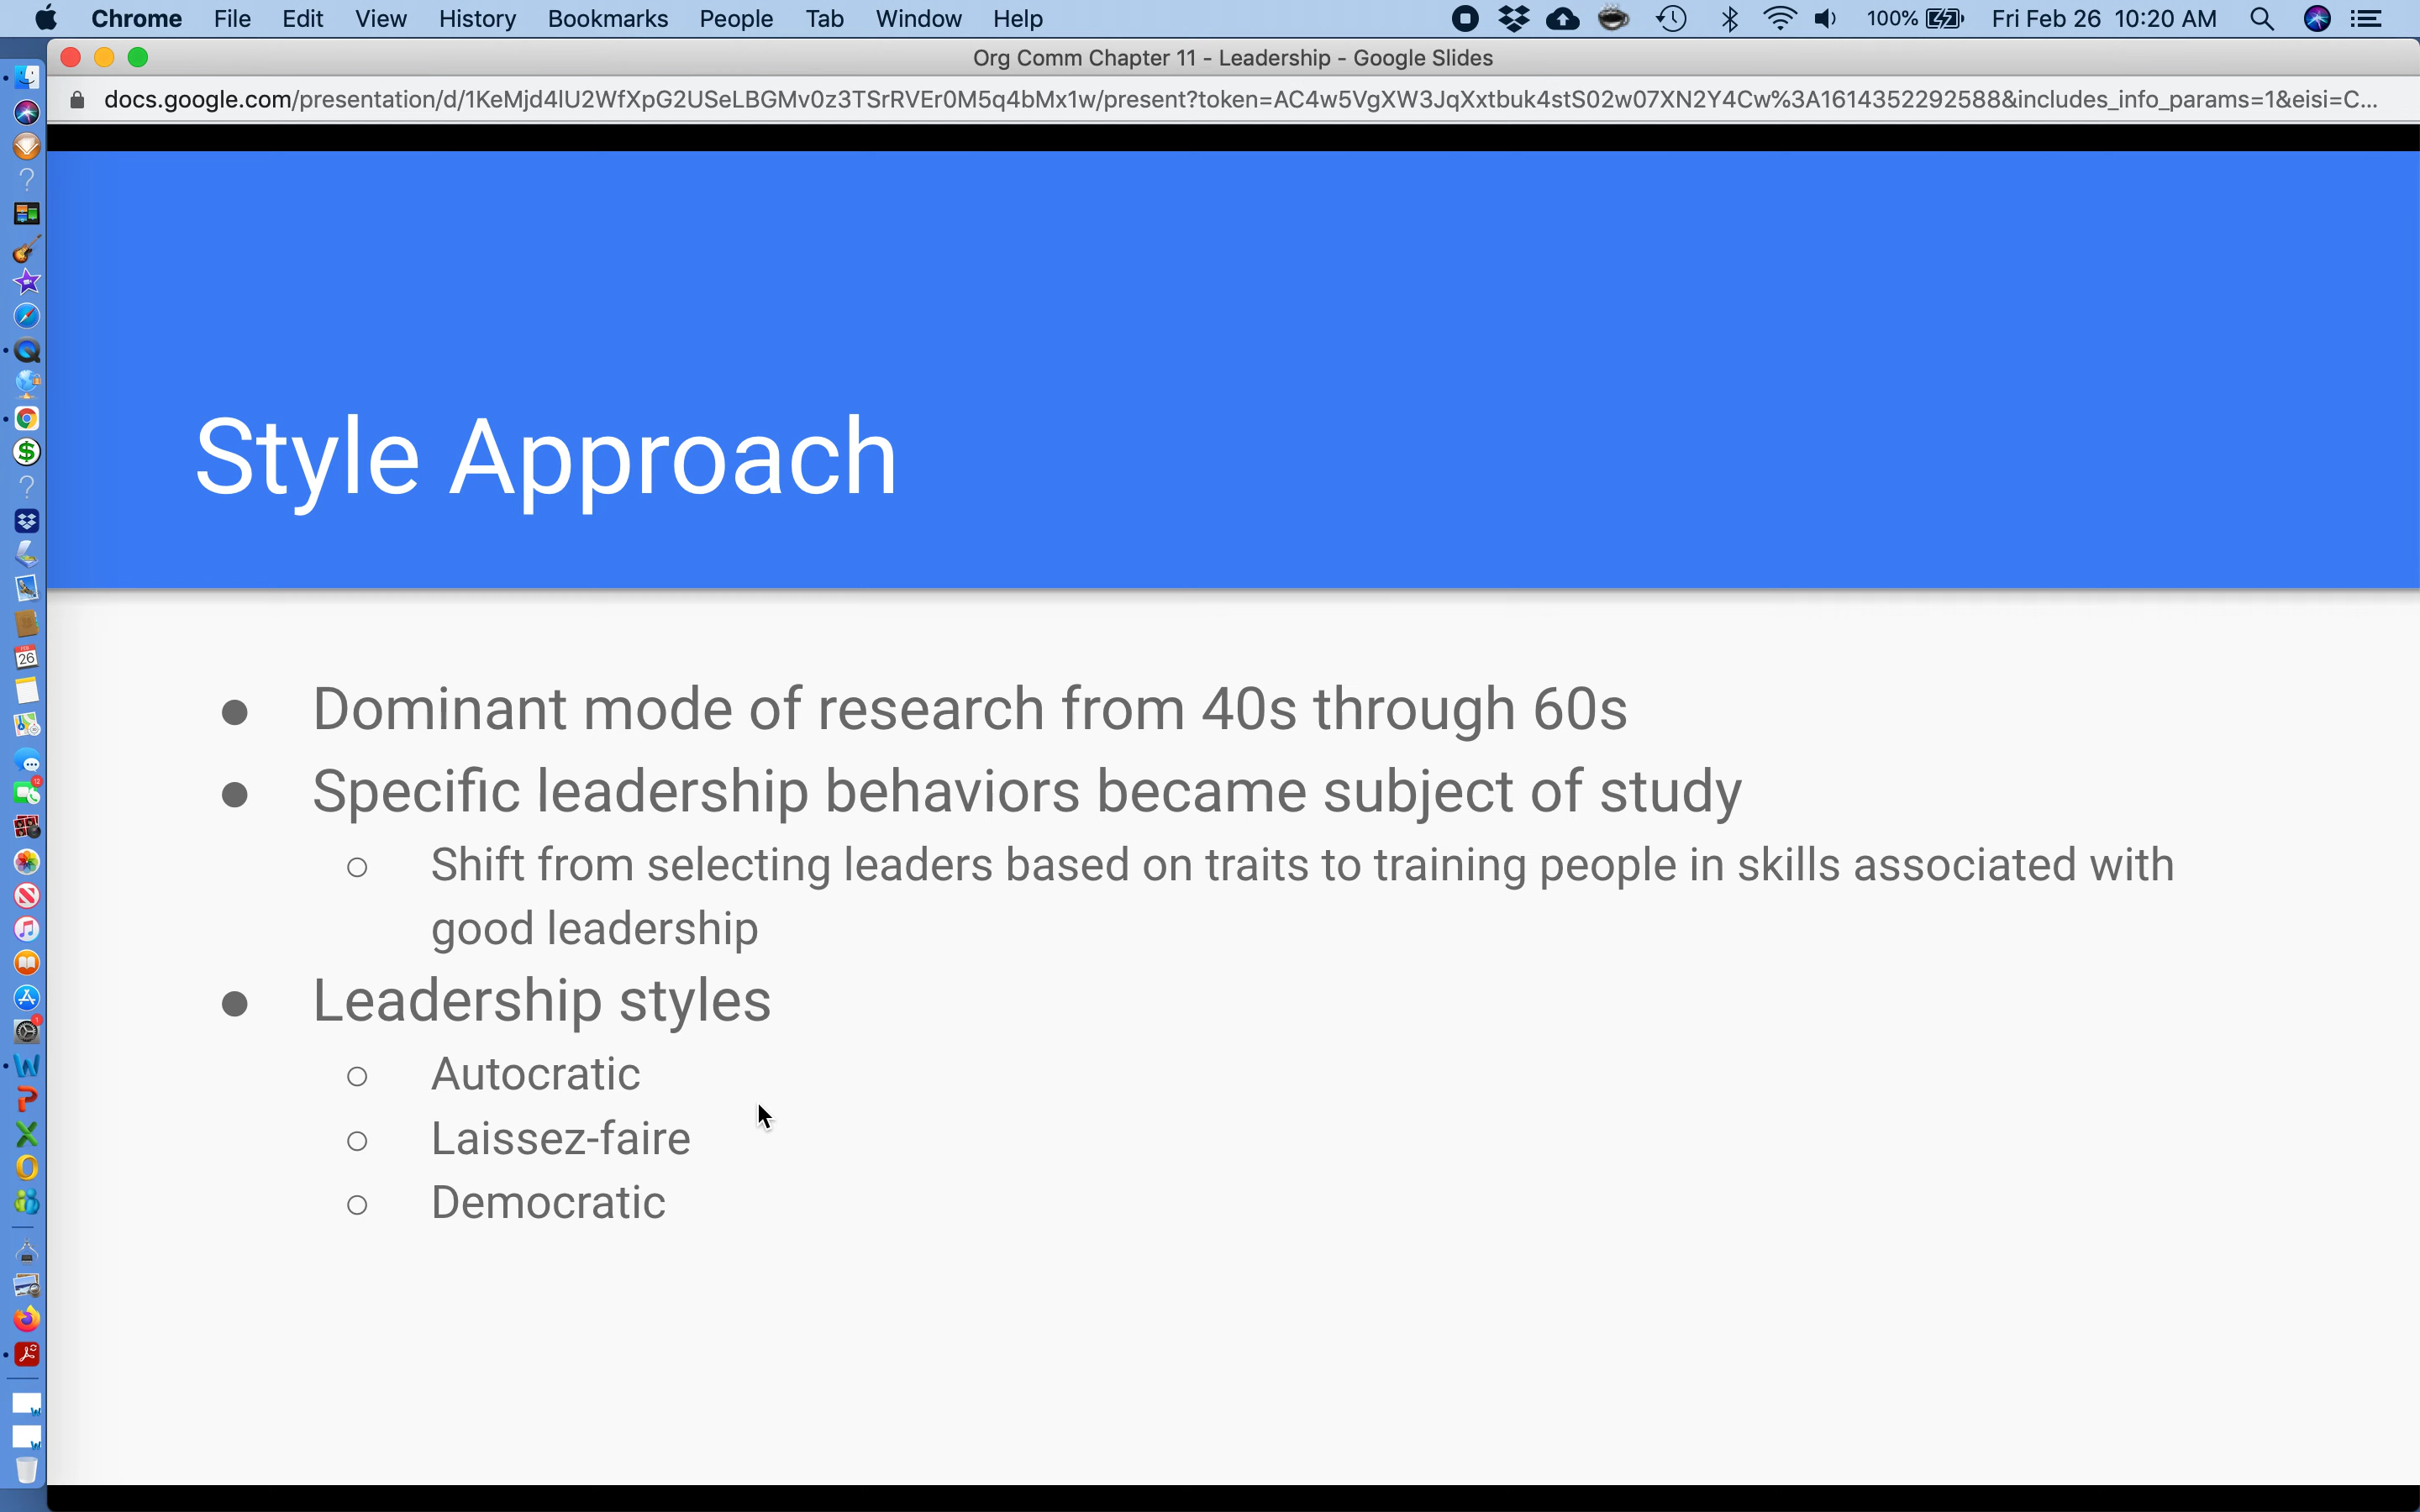 Chrome File Edit View History Bookmarks People Tab Window Help 100% Fri Feb 26 10:20 AM
Org Comm Chapter 11 - Leadership - Google Slides
docs.google.com/presentation/d/1KeMjd4lU2WfXpG2USeLBGMv0z3TSrRVEr0M5q4bMx1w/present?token=AC4w5VgXW3JqXxtbuk4stS02w07XN2Y4Cw%3A1614352292588&includes_info_params=1&eisi=C...
Style Approach
● Dominant mode of research from 40s through 60s
● Specific leadership behaviors became subject of study
○ Shift from selecting leaders based on traits to training people in skills associated with
good leadership
● Leadership styles
○ Autocratic
○ Laissez-faire
○ Democratic